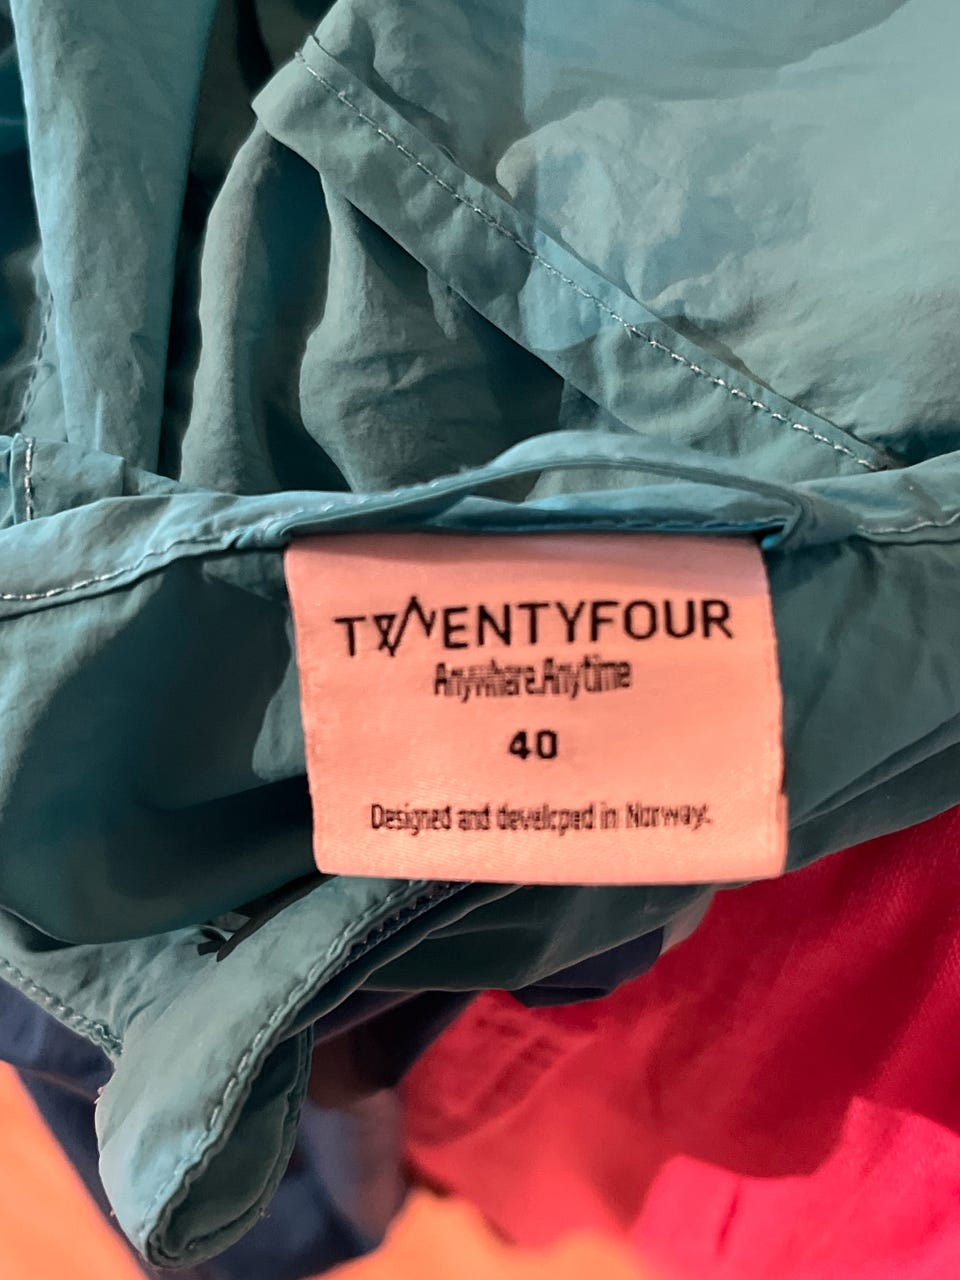 TWENTYFOUR
Anywhere.Anytime
40
Designed and developed in Norway.